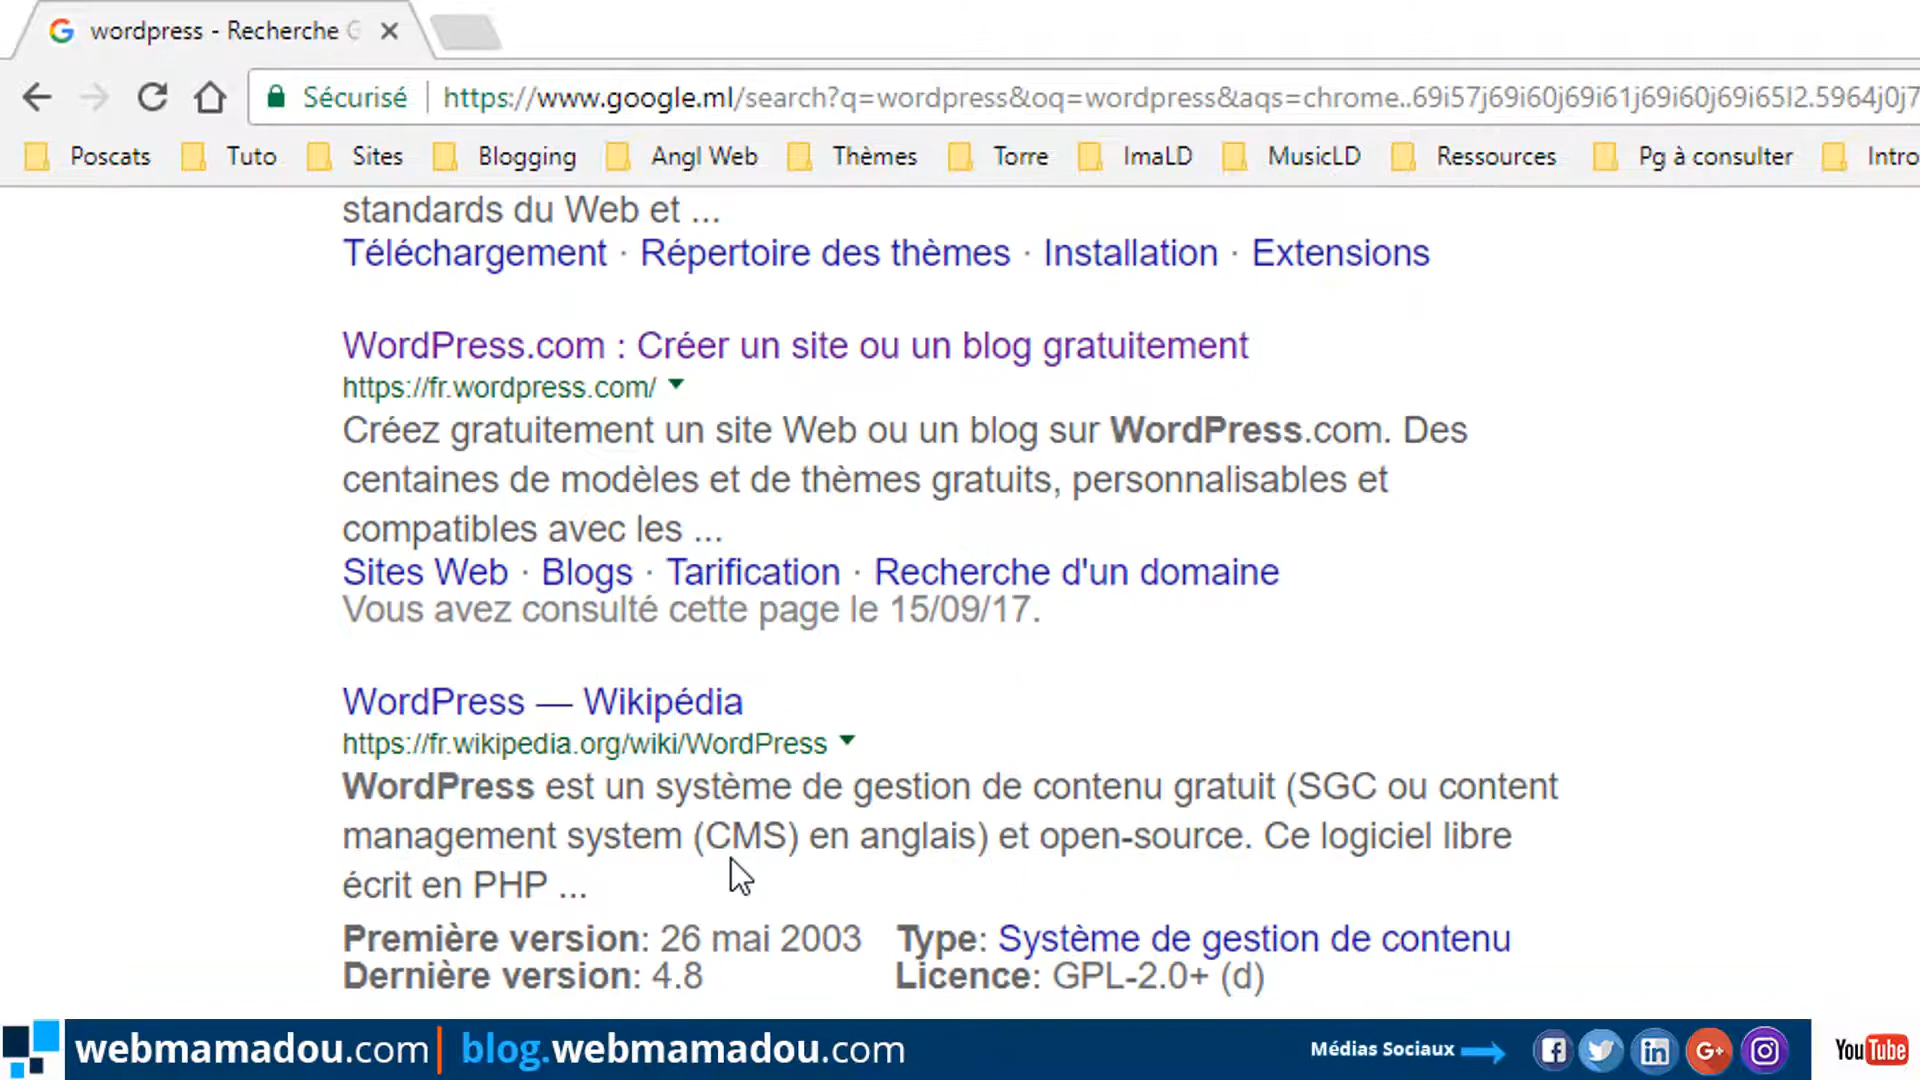 wordpress - Recherche G
Sécurisé | https://www.google.ml/search?q=wordpress&oq=wordpress&aqs=chrome..69i57j69i60j69i61j69i60j69i65l2.5964j0j7
Poscats Tuto Sites Blogging Angl Web Thèmes Torre ImaLD MusicLD Ressources Pg à consulter Intro
standards du Web et ...
Téléchargement · Répertoire des thèmes · Installation · Extensions
WordPress.com : Créer un site ou un blog gratuitement
https://fr.wordpress.com/
Créez gratuitement un site Web ou un blog sur WordPress.com. Des
centaines de modèles et de thèmes gratuits, personnalisables et
compatibles avec les ...
Sites Web · Blogs · Tarification · Recherche d'un domaine
Vous avez consulté cette page le 15/09/17.
WordPress — Wikipédia
https://fr.wikipedia.org/wiki/WordPress
WordPress est un système de gestion de contenu gratuit (SGC ou content
management system (CMS) en anglais) et open-source. Ce logiciel libre
écrit en PHP ...
Première version: 26 mai 2003 Type: Système de gestion de contenu
Dernière version: 4.8 Licence: GPL-2.0+ (d)
webmamadou.com | blog.webmamadou.com Médias Sociaux in G+ YouTube